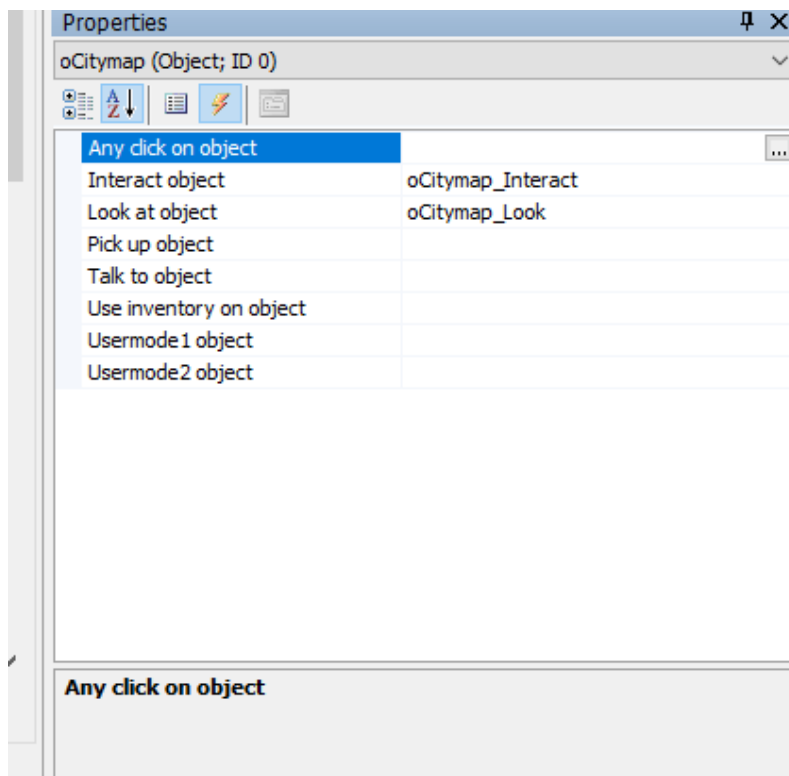 Properties
oCitymap (Object; ID 0)
A Z
Any click on object ...
Interact object oCitymap_Interact
Look at object oCitymap_Look
Pick up object
Talk to object
Use inventory on object
Usermode1 object
Usermode2 object
Any click on object